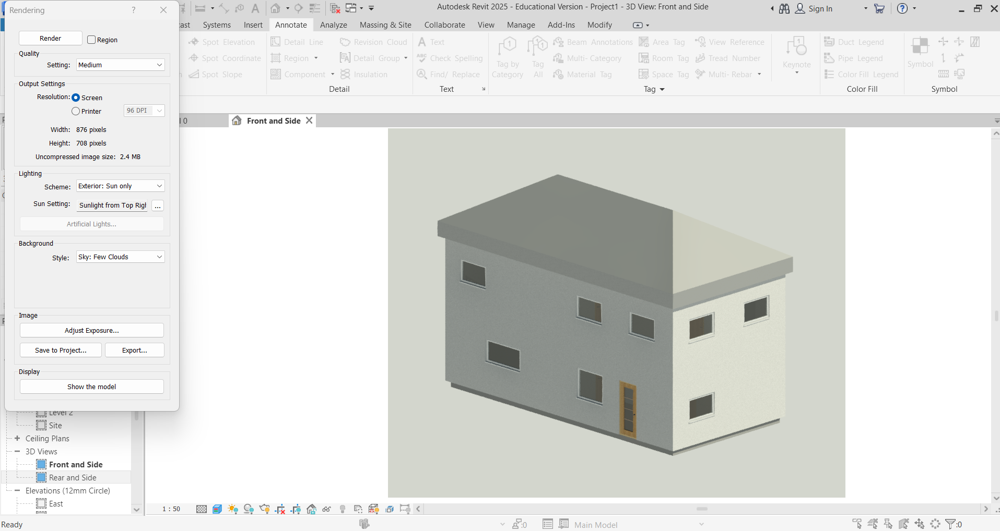 Rendering
?
Autodesk Revit 2025 - Educational Version - Project1 - 3D View: Front and Side
Sign In
Systems
Insert
Annotate
Analyze
Massing & Site
Collaborate
View
Manage
Add-Ins
Modify
Render
Region
Quality
Setting: Medium
Output Settings
Resolution: Screen
Printer
96 DPI
Width: 876 pixels
Height: 708 pixels
Uncompressed image size: 2.4 MB
Lighting
Scheme: Exterior: Sun only
Sun Setting: Sunlight from Top Righ
...
Artificial Lights...
Background
Style: Sky: Few Clouds
Image
Adjust Exposure...
Save to Project...
Export...
Display
Show the model
Spot Elevation
Spot Coordinate
Spot Slope
Detail Line
Region
Component
Revision Cloud
Detail Group
Insulation
Detail
Text
Check Spelling
Find/ Replace
Text
Tag by
Category
Tag
All
Beam Annotations
Multi- Category
Material Tag
Area Tag
Room Tag
Space Tag
View Reference
Tread Number
Multi- Rebar
Tag
Keynote
Duct Legend
Pipe Legend
Color Fill Legend
Color Fill
Symbol
Symbol
0
Front and Side
Level 2
Site
Ceiling Plans
3D Views
Front and Side
Rear and Side
Elevations (12mm Circle)
East
1 : 50
Ready
:0
Main Model
:0